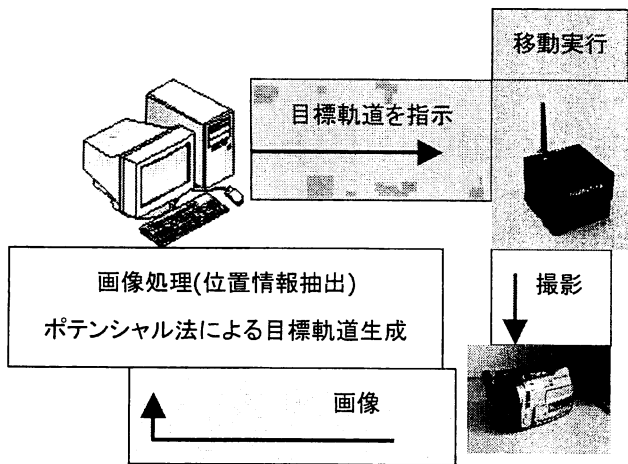 移動実行
目標軌道を指示
画像処理(位置情報抽出)
ポテンシャル法による目標軌道生成
撮影
画像